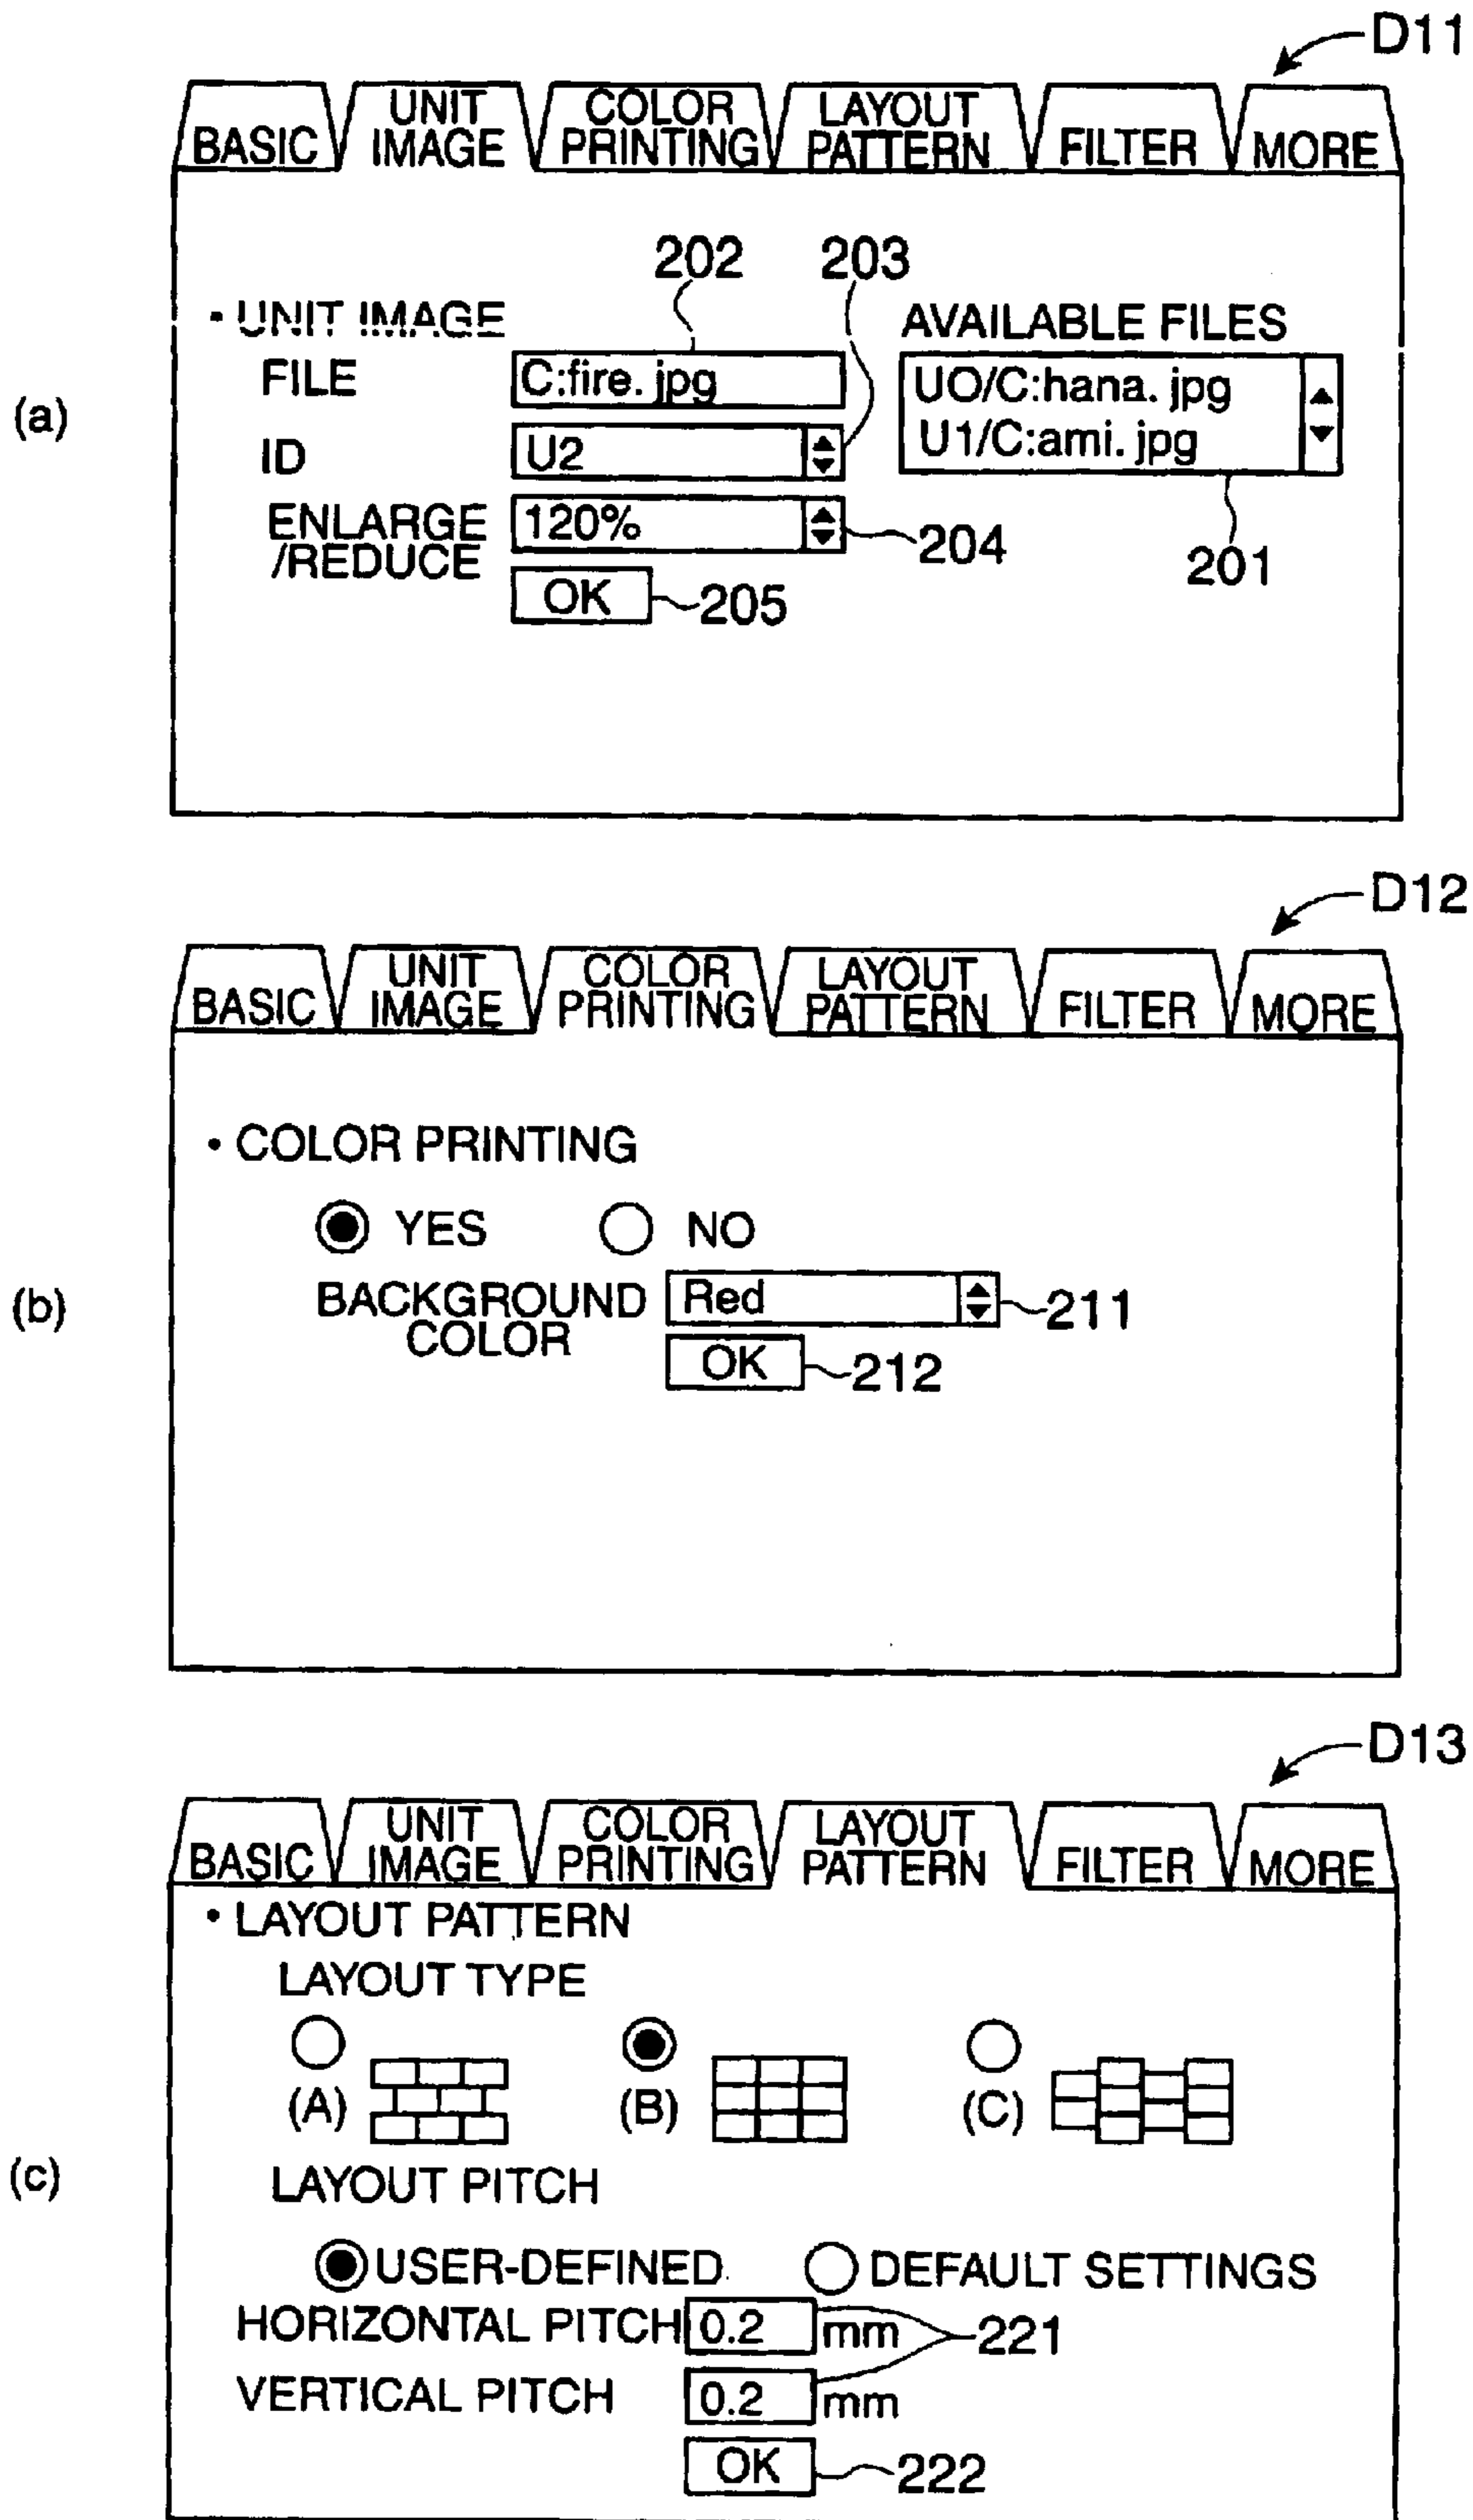 D11
BASIC
UNIT
IMAGE
COLOR
PRINTING
LAYOUT
PATTERN
FILTER
MORE
202
203
(a)
• UNIT IMAGE
AVAILABLE FILES
FILE
C:fire. jpg
UO/C:hana. jpg
U1/C:ami. jpg
ID
U2
ENLARGE
/REDUCE
120%
204
201
OK
205
D12
BASIC
UNIT
IMAGE
COLOR
PRINTING
LAYOUT
PATTERN
FILTER
MORE
• COLOR PRINTING
YES
NO
(b)
BACKGROUND
COLOR
Red
211
OK
212
D13
BASIC
UNIT
IMAGE
COLOR
PRINTING
LAYOUT
PATTERN
FILTER
MORE
• LAYOUT PATTERN
LAYOUT TYPE
(A)
(B)
(C)
(c)
LAYOUT PITCH
USER-DEFINED
DEFAULT SETTINGS
HORIZONTAL PITCH 0.2 mm
221
VERTICAL PITCH 0.2 mm
OK
222